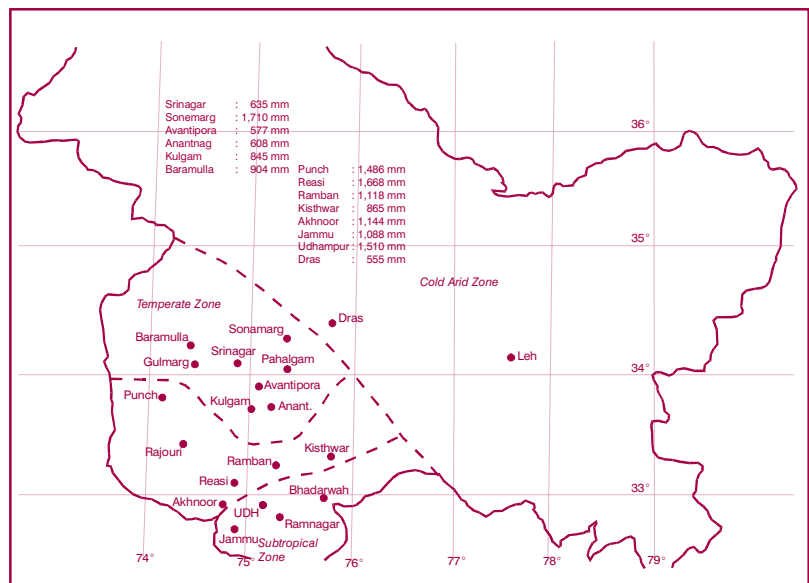 Srinagar : 635 mm
Sonemarg : 1,710 mm
Avantipora : 577 mm
Anantnag : 608 mm
Kulgam : 845 mm
Baramulla : 904 mm
Punch : 1,486 mm
Reasi : 1,668 mm
Ramban : 1,118 mm
Kisthwar : 865 mm
Akhnoor : 1,144 mm
Jammu : 1,088 mm
Udhampur : 1,510 mm
Dras : 555 mm
36°
35°
Cold Arid Zone
Temperate Zone
Dras
Sonamarg
Baramulla
Srinagar
Pahalgam
Leh
Gulmarg
34°
Avantipora
Punch
Kulgam
Anant.
Rajouri
Kisthwar
Ramban
Reasi
Bhadarwah
33°
Akhnoor
UDH
Ramnagar
Jammu
Subtropical
Zone
74°
75°
76°
77°
78°
79°